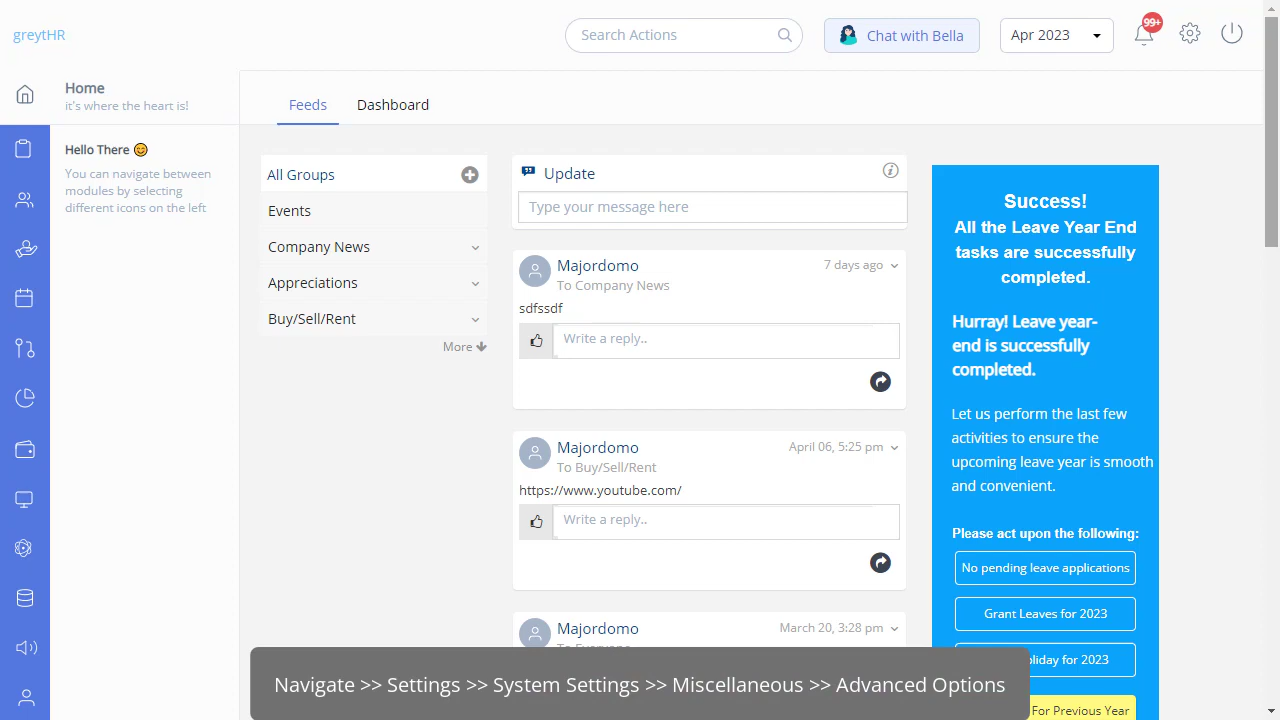 greytHR
Search Actions
Chat with Bella
Apr 2023
99+
Home
it's where the heart is!
Feeds
Dashboard
Hello There 😊
You can navigate between
modules by selecting
different icons on the left
All Groups
Events
Company News
Appreciations
Buy/Sell/Rent
More
Update
Type your message here
Majordomo
7 days ago
To Company News
sdfssdf
Write a reply..
Majordomo
April 06, 5:25 pm
To Buy/Sell/Rent
https://www.youtube.com/
Write a reply..
Majordomo
March 20, 3:28 pm
To Everyone
Success!
All the Leave Year End
tasks are successfully
completed.
Hurray! Leave year-
end is successfully
completed.
Let us perform the last few
activities to ensure the
upcoming leave year is smooth
and convenient.
Please act upon the following:
No pending leave applications
Grant Leaves for 2023
oliday for 2023
For Previous Year
Navigate >> Settings >> System Settings >> Miscellaneous >> Advanced Options